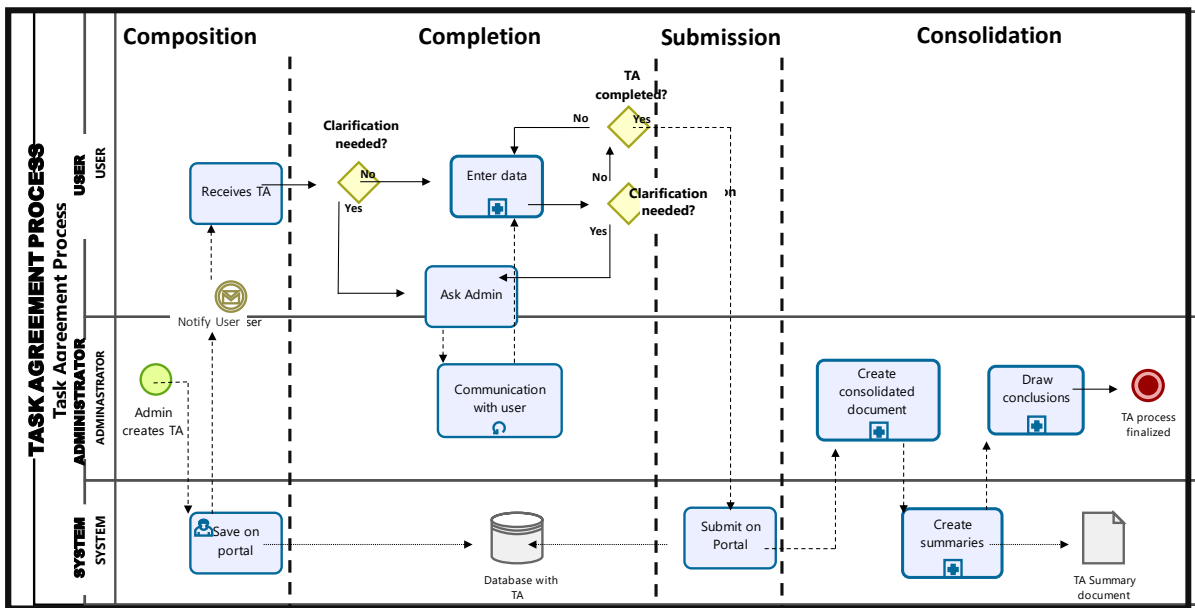 Composition
Completion
Submission
Consolidation
TASK AGREEMENT PROCESS
Task Agreement Process
USER
USER
ADMINISTRATOR
ADMINASTRATOR
SYSTEM
SYSTEM
TA
completed?
No
Yes
Clarification
needed?
No
Yes
Receives TA
Enter data
No
Clarification
needed?
Yes
Ask Admin
Notify User
ser
Admin
creates TA
Communication
with user
Create
consolidated
document
Draw
conclusions
TA process
finalized
Save on
portal
Database with
TA
Submit on
Portal
Create
summaries
TA Summary
document